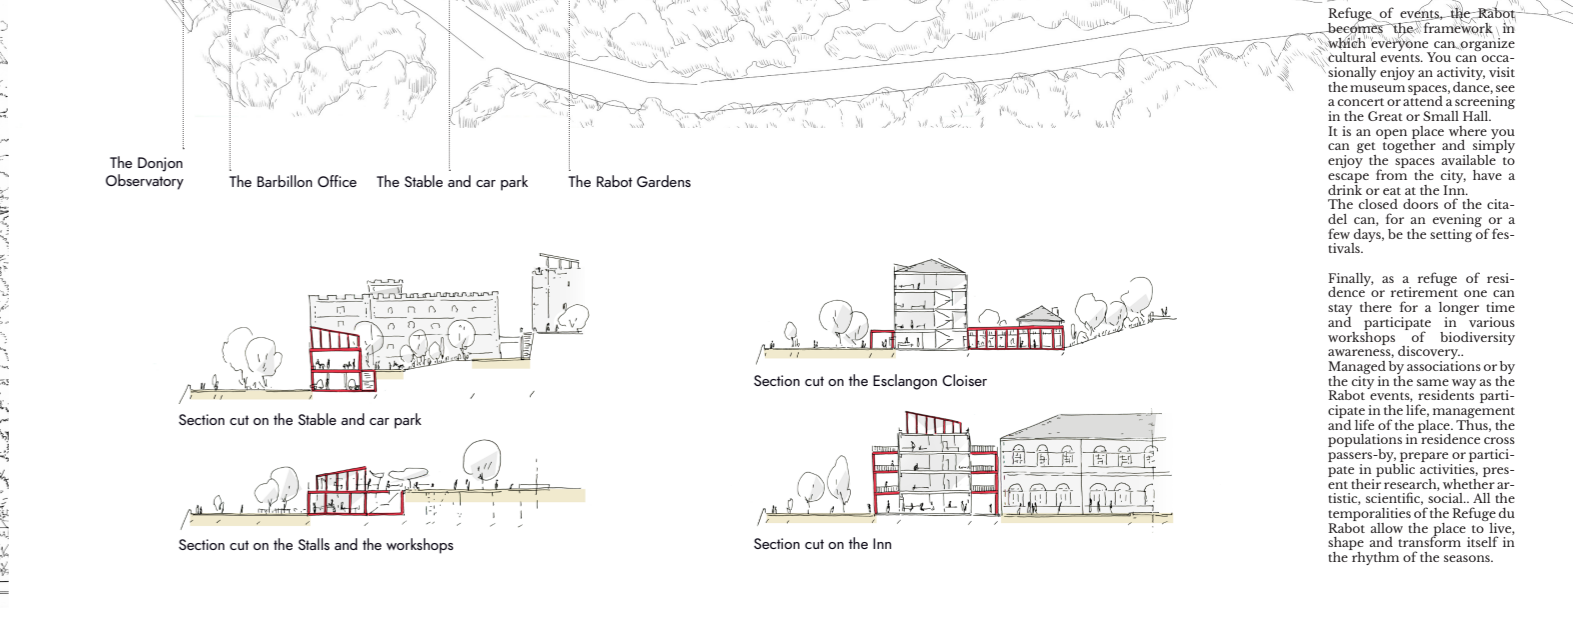 The Donjon
Observatory
The Barbillon Office
The Stable and car park
The Rabot Gardens
Section cut on the Stable and car park
Section cut on the Stalls and the workshops
Section cut on the Esclangon Cloiser
Section cut on the Inn
Refuge of events, the Rabot
becomes the framework in
which everyone can organize
cultural events. You can occa-
sionally enjoy an activity, visit
the museum spaces, dance, see
a concert or attend a screening
in the Great or Small Hall.
It is an open place where you
can get together and simply
enjoy the spaces available to
escape from the city, have a
drink or eat at the Inn.
The closed doors of the cita-
del can, for an evening or a
few days, be the setting of fes-
tivals.
Finally, as a refuge of resi-
dence or retirement one can
stay there for a longer time
and participate in various
workshops of biodiversity
awareness, discovery..
Managed by associations or by
the city in the same way as the
Rabot events, residents parti-
cipate in the life, management
and life of the place. Thus, the
populations in residence cross
passers-by, prepare or partici-
pate in public activities, pres-
ent their research, whether ar-
tistic, scientific, social.. All the
temporalities of the Refuge du
Rabot allow the place to live,
shape and transform itself in
the rhythm of the seasons.